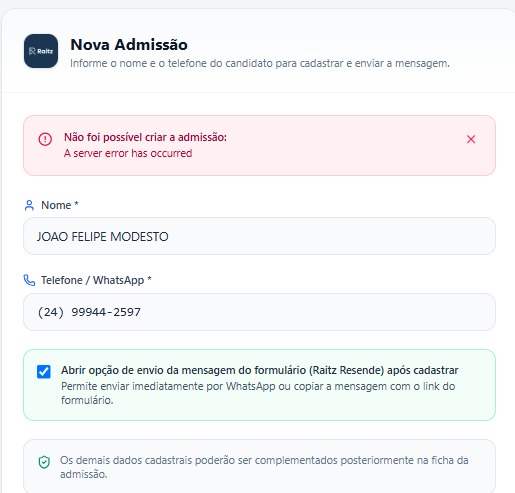 Raitz
Nova Admissão
Informe o nome e o telefone do candidato para cadastrar e enviar a mensagem.
Não foi possível criar a admissão:
A server error has occurred
Nome *
JOAO FELIPE MODESTO
Telefone / WhatsApp *
(24) 99944-2597
Abrir opção de envio da mensagem do formulário (Raitz Resende) após cadastrar
Permite enviar imediatamente por WhatsApp ou copiar a mensagem com o link do
formulário.
Os demais dados cadastrais poderão ser complementados posteriormente na ficha da
admissão.